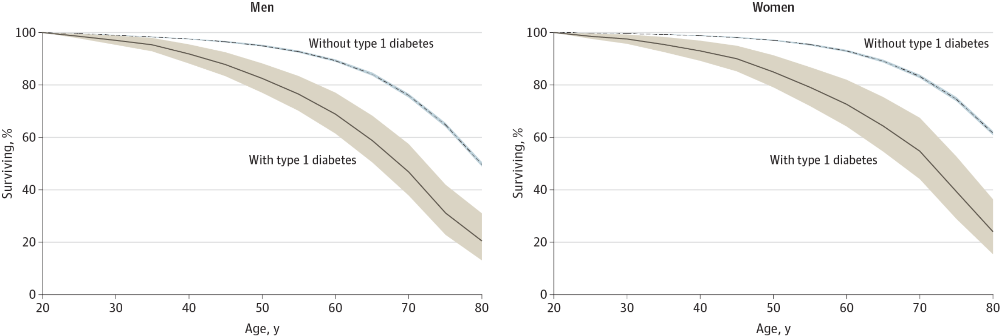 Men
100
80
60
40
20
0
Surviving, %
Without type 1 diabetes
With type 1 diabetes
20 30 40 50 60 70 80
Age, y
Women
100
80
60
40
20
0
Surviving, %
Without type 1 diabetes
With type 1 diabetes
20 30 40 50 60 70 80
Age, y